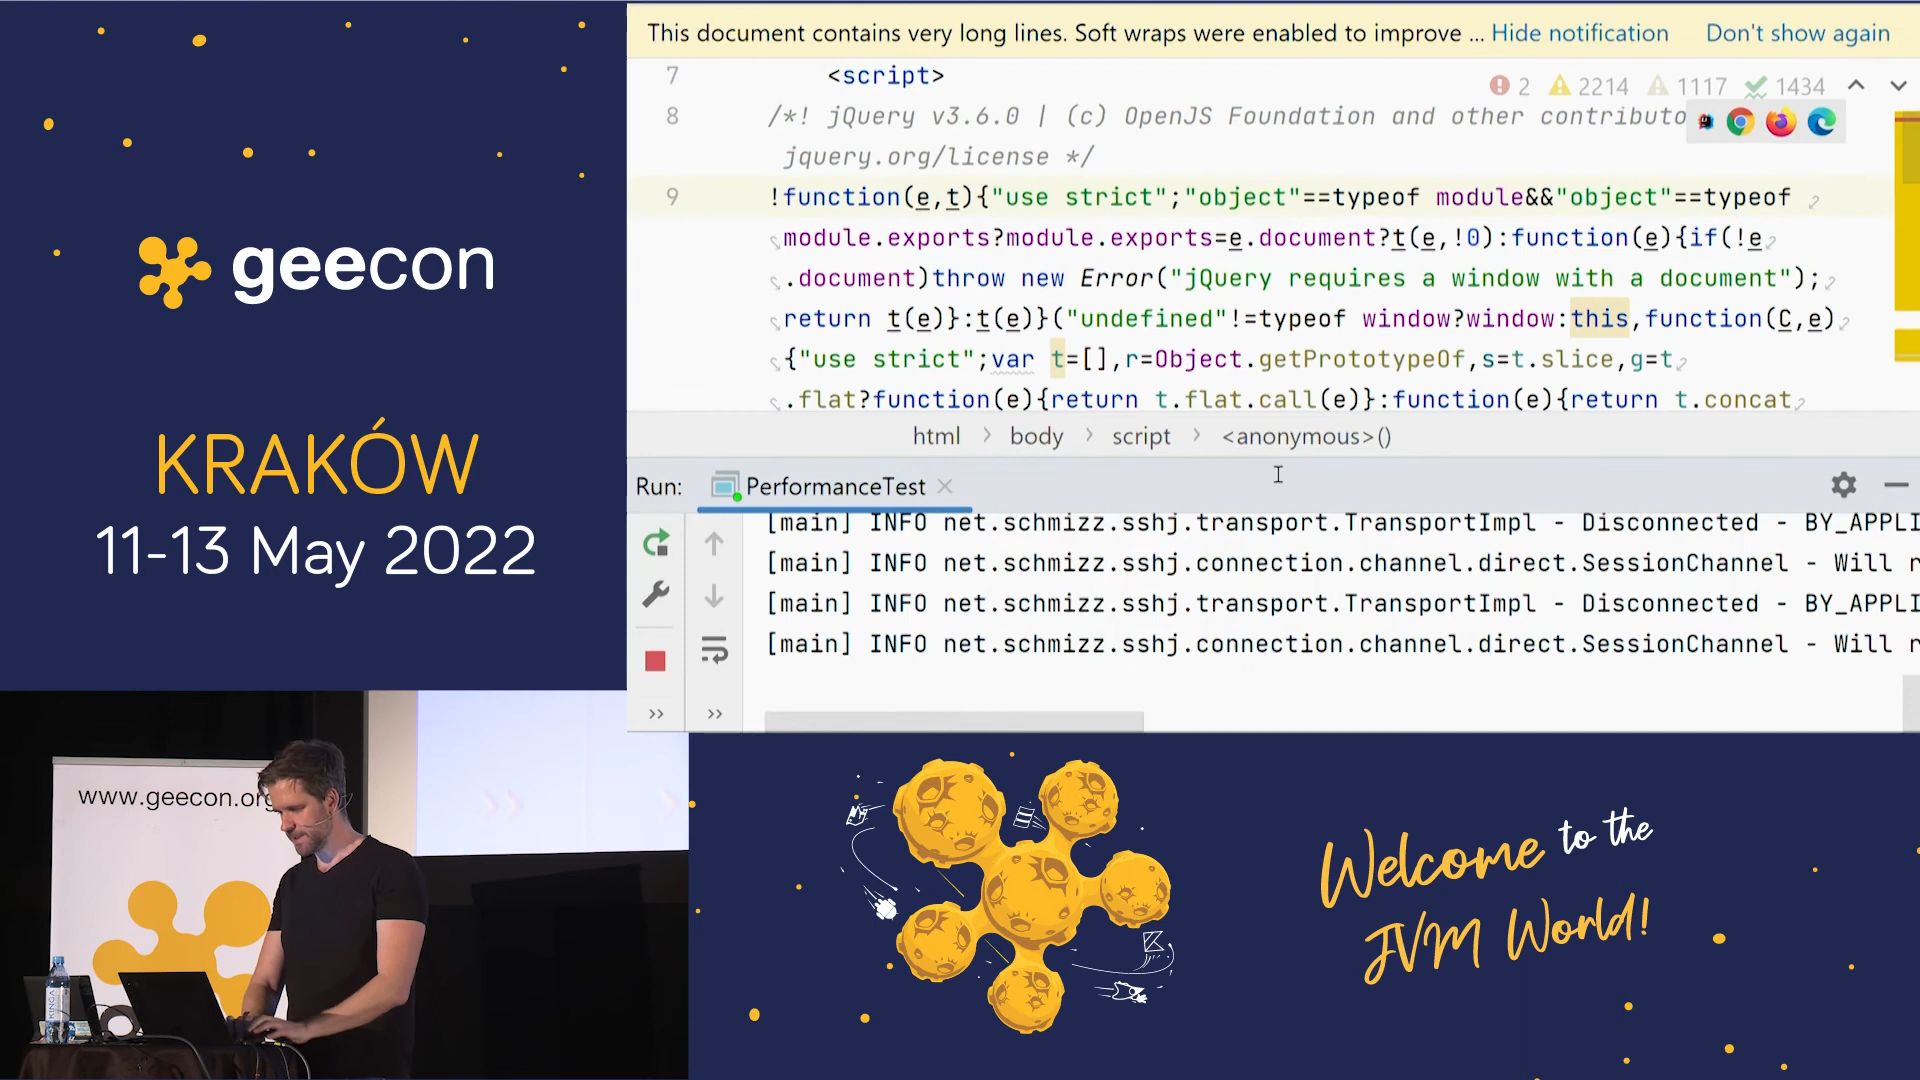 geecon
KRAKÓW
11-13 May 2022
This document contains very long lines. Soft wraps were enabled to improve ... Hide notification Don't show again
7 <script>
2 2214 1117 1434
8 /*! jQuery v3.6.0 | (c) OpenJS Foundation and other contributo
jquery.org/license */
9 !function(e,t){"use strict";"object"==typeof module&&"object"==typeof
module.exports?module.exports=e.document?t(e,!0):function(e){if(!e
.document)throw new Error("jQuery requires a window with a document");
return t(e)}:t(e)}("undefined"!=typeof window?window:this,function(C,e)
{"use strict";var t=[],r=Object.getPrototypeOf,s=t.slice,g=t
.flat?function(e){return t.flat.call(e)}:function(e){return t.concat
html > body > script > <anonymous>()
Run: PerformanceTest
[main] INFO net.schmizz.sshj.transport.TransportImpl - Disconnected - BY_APPLI
[main] INFO net.schmizz.sshj.connection.channel.direct.SessionChannel - Will r
[main] INFO net.schmizz.sshj.transport.TransportImpl - Disconnected - BY_APPLI
[main] INFO net.schmizz.sshj.connection.channel.direct.SessionChannel - Will r
www.geecon.org
KINGA
Welcome to the
JVM World!